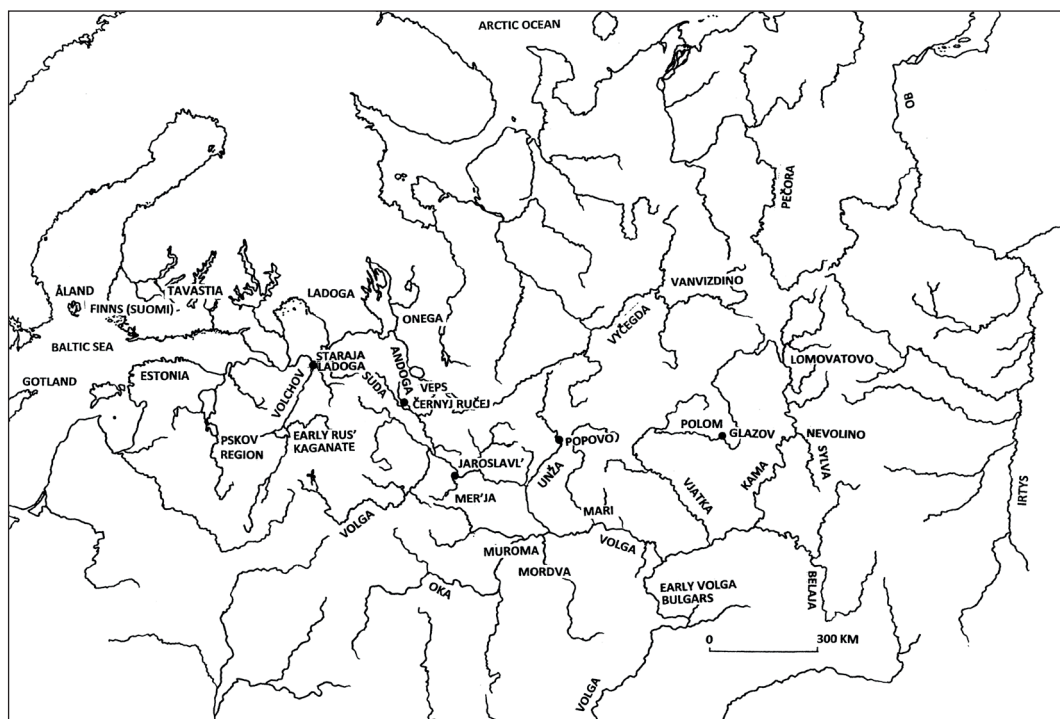 ARCTIC OCEAN
OB
PEČORA
VANVIZDINO
VYČEGDA
ÅLAND
TAVASTIA
FINNS (SUOMI)
LADOGA
ONEGA
BALTIC SEA
GOTLAND
ESTONIA
STARAJA
LADOGA
VOLCHOV
SUDA
ANDOGA
VEPS
ČERNYJ RUČEJ
LOMOVATOVO
PSKOV
REGION
EARLY RUS'
KAGANATE
POPOVO
POLOM
GLAZOV
NEVOLINO
SYLVA
JAROSLAVL'
MER'JA
UNŽA
KAMA
VJATKA
IRTYS
VOLGA
MARI
MUROMA
VOLGA
MORDVA
OKA
EARLY VOLGA
BULGARS
BELAJA
0 300 KM
VOLGA